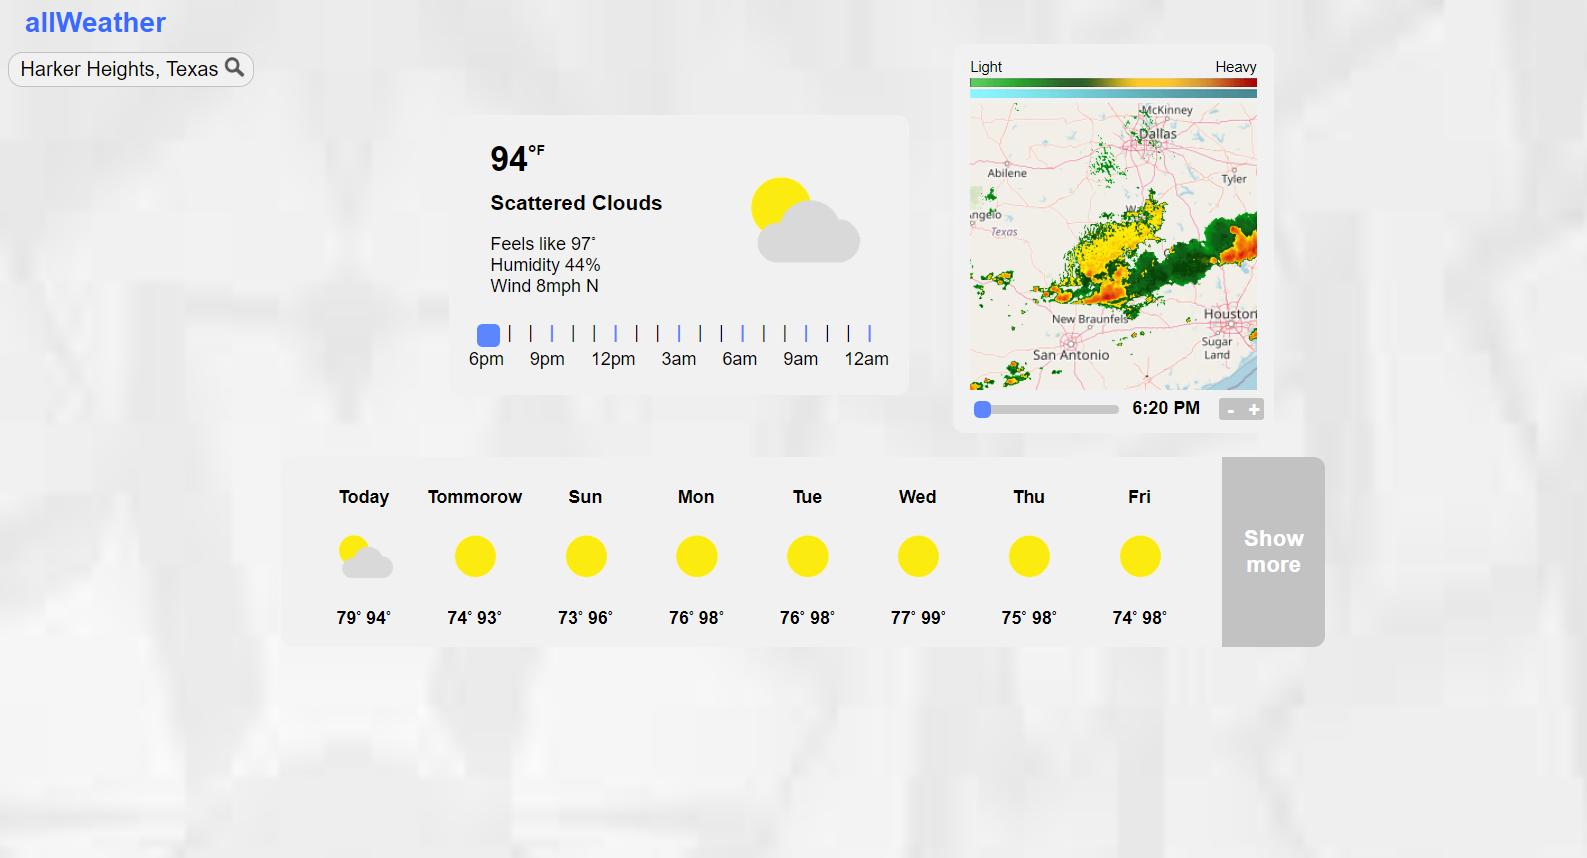 allWeather
Harker Heights, Texas
94°F
Scattered Clouds
Feels like 97°
Humidity 44%
Wind 8mph N
6pm 9pm 12pm 3am 6am 9am 12am
Light Heavy
McKinney
Dallas
Abilene
Tyler
ngelo
Texas
New Braunfels
Houston
San Antonio
Sugar
Land
6:20 PM - +
Today Tommorow Sun Mon Tue Wed Thu Fri
79° 94° 74° 93° 73° 96° 76° 98° 76° 98° 77° 99° 75° 98° 74° 98°
Show
more